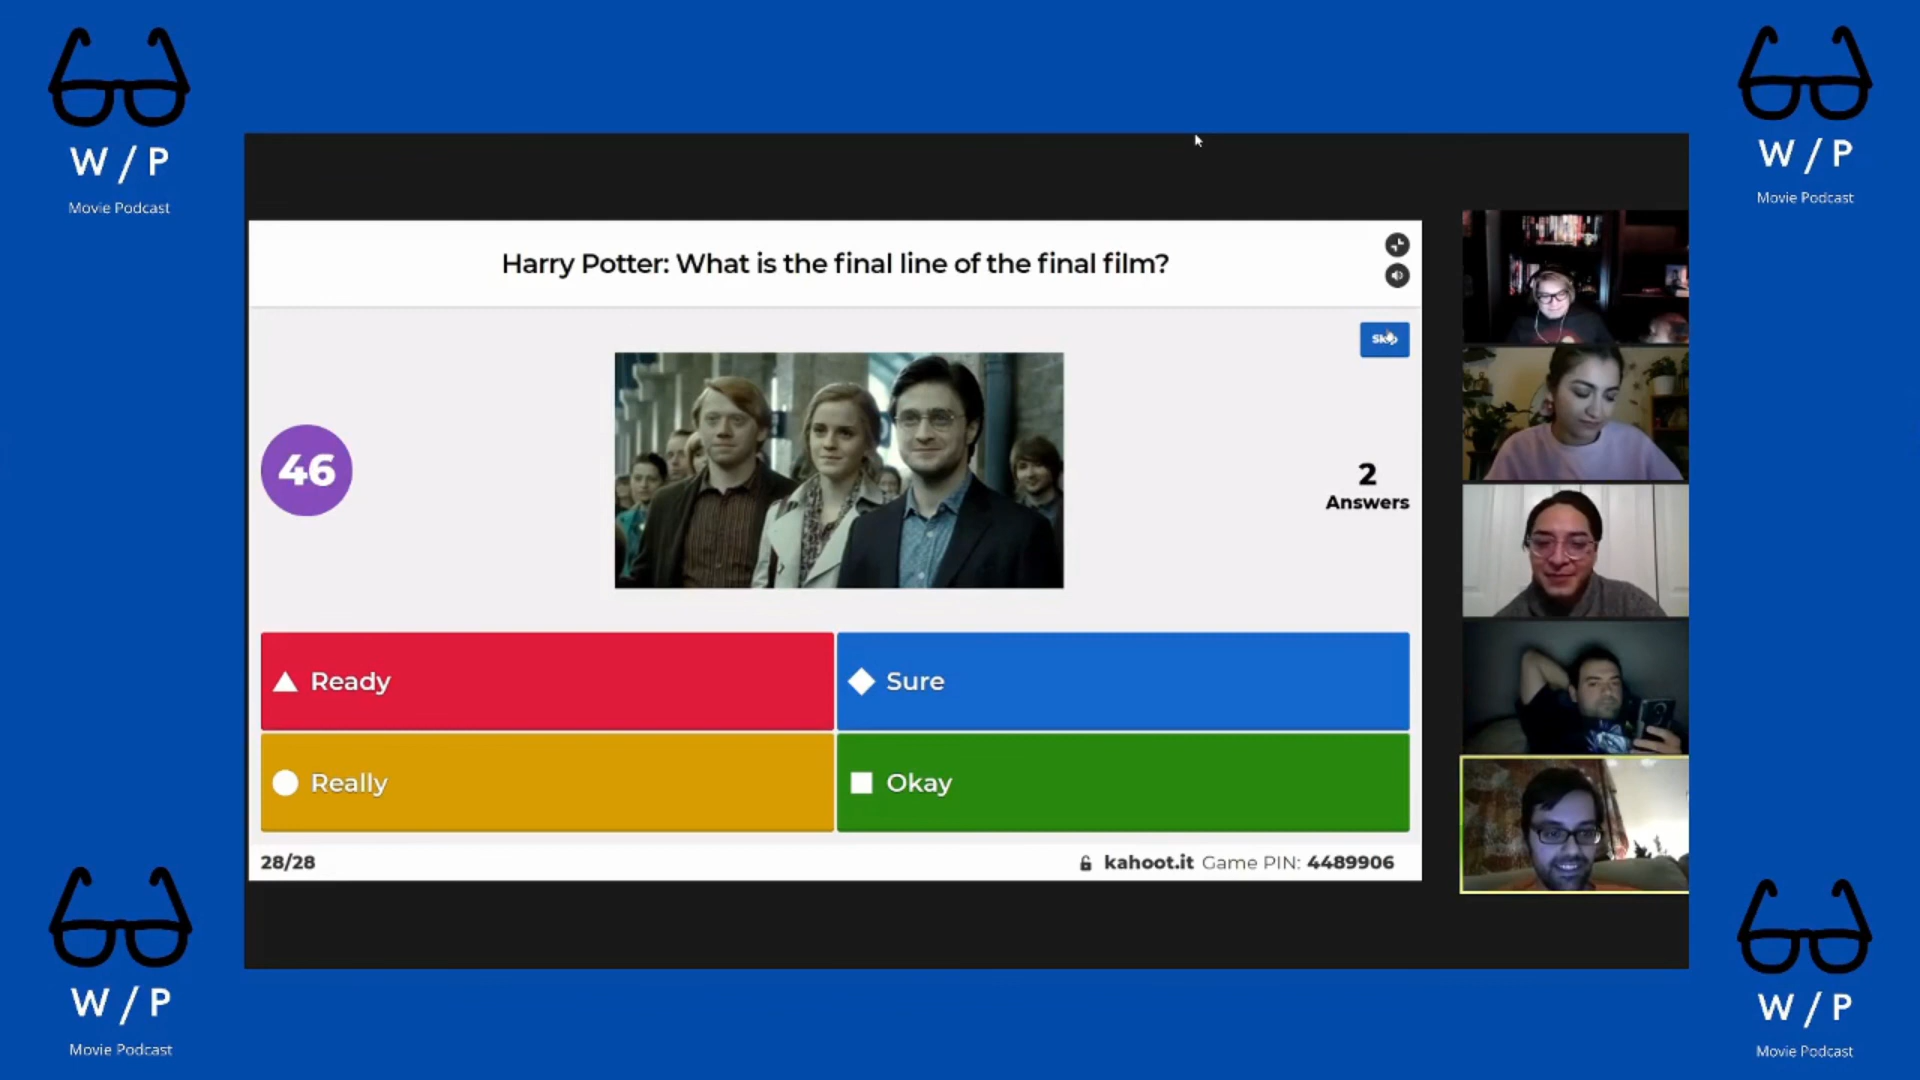 W / P
Movie Podcast
W / P
Movie Podcast
Harry Potter: What is the final line of the final film?
Skip
46
2
Answers
Ready
Sure
Really
Okay
28/28
kahoot.it Game PIN: 4489906
W / P
Movie Podcast
W / P
Movie Podcast